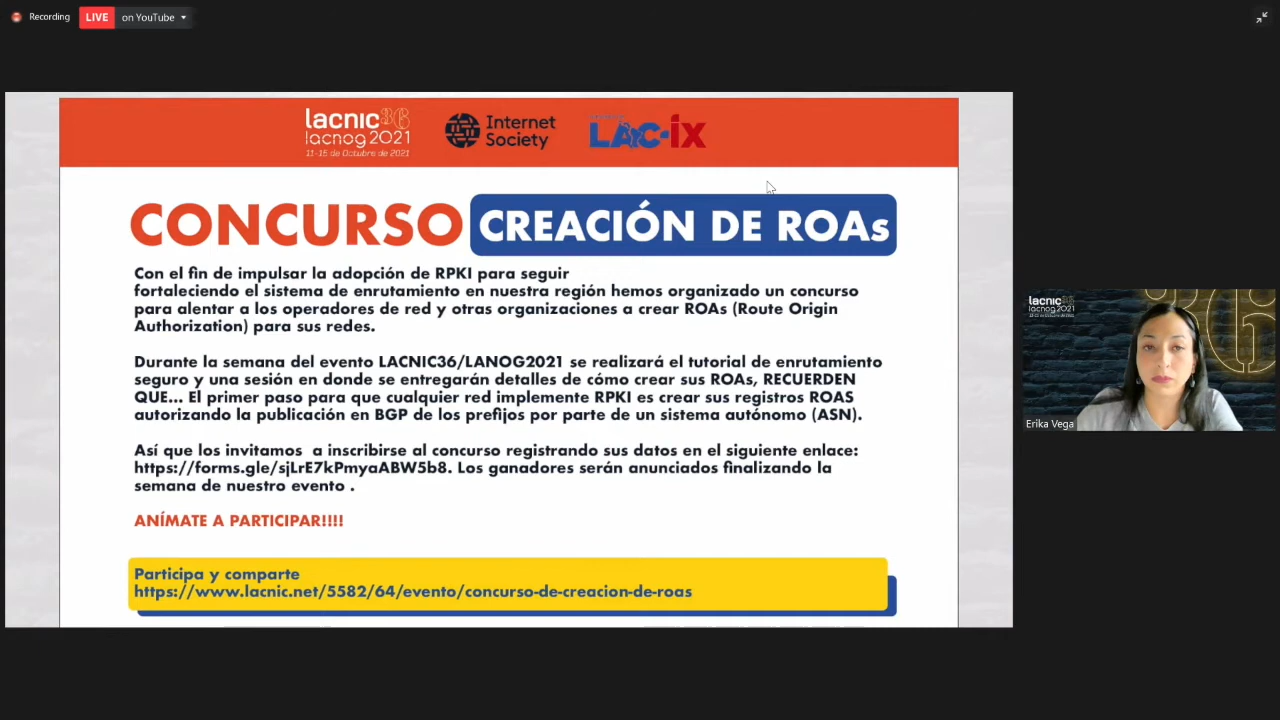 Recording
LIVE
on YouTube
lacnic36
lacnog2021
11-15 de Octubre de 2021
Internet
Society
LAC-IX
CONCURSO CREACIÓN DE ROAs
Con el fin de impulsar la adopción de RPKI para seguir
fortaleciendo el sistema de enrutamiento en nuestra región hemos organizado un concurso
para alentar a los operadores de red y otras organizaciones a crear ROAs (Route Origin
Authorization) para sus redes.
Durante la semana del evento LACNIC36/LANOG2021 se realizará el tutorial de enrutamiento
seguro y una sesión en donde se entregarán detalles de cómo crear sus ROAs, RECUERDEN
QUE... El primer paso para que cualquier red implemente RPKI es crear sus registros ROAS
autorizando la publicación en BGP de los prefijos por parte de un sistema autónomo (ASN).
Así que los invitamos  a inscribirse al concurso registrando sus datos en el siguiente enlace:
https://forms.gle/sjLrE7kPmyaABW5b8. Los ganadores serán anunciados finalizando la
semana de nuestro evento .
ANÍMATE A PARTICIPAR!!!!
Participa y comparte
https://www.lacnic.net/5582/64/evento/concurso-de-creacion-de-roas
lacnic36
lacnog2021
36
Erika Vega